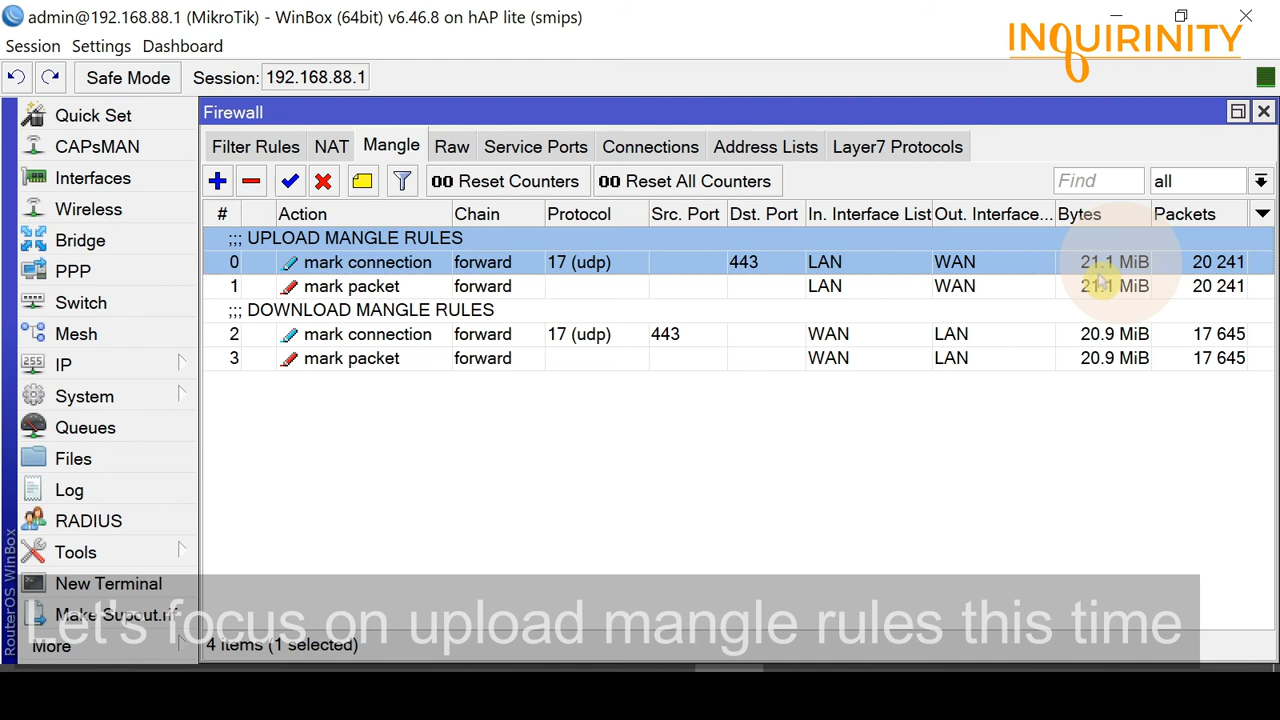 admin@192.168.88.1 (MikroTik) - WinBox (64bit) v6.46.8 on hAP lite (smips)
INQUIRINITY
Session Settings Dashboard
Safe Mode Session: 192.168.88.1
Quick Set
CAPsMAN
Interfaces
Wireless
Bridge
PPP
Switch
Mesh
255 IP
System
Queues
Files
Log
RADIUS
Tools
New Terminal
Make Supout.rif
More
RouterOS WinBox
Firewall
Filter Rules NAT Mangle Raw Service Ports Connections Address Lists Layer7 Protocols
00 Reset Counters 00 Reset All Counters Find all
# Action Chain Protocol Src. Port Dst. Port In. Interface List Out. Interface... Bytes Packets
;;; UPLOAD MANGLE RULES
0 mark connection forward 17 (udp) 443 LAN WAN 21.1 MiB 20 241
1 mark packet forward LAN WAN 21.1 MiB 20 241
;;; DOWNLOAD MANGLE RULES
2 mark connection forward 17 (udp) 443 WAN LAN 20.9 MiB 17 645
3 mark packet forward WAN LAN 20.9 MiB 17 645
Let's focus on upload mangle rules this time
4 items (1 selected)